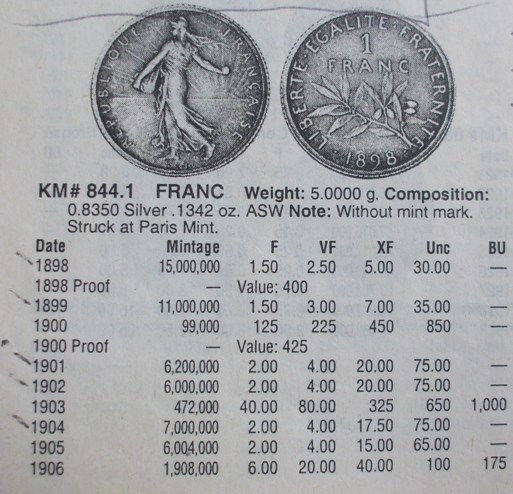 REPUBLIQUE FRANÇAISE
LIBERTE·EGALITE·FRATERNITE
1
FRANC
1898
KM# 844.1 FRANC Weight: 5.0000 g. Composition:
0.8350 Silver .1342 oz. ASW Note: Without mint mark.
Struck at Paris Mint.
Date Mintage F VF XF Unc BU
1898 15,000,000 1.50 2.50 5.00 30.00 —
1898 Proof — Value: 400
1899 11,000,000 1.50 3.00 7.00 35.00 —
1900 99,000 125 225 450 850 —
1900 Proof — Value: 425
1901 6,200,000 2.00 4.00 20.00 75.00 —
1902 6,000,000 2.00 4.00 20.00 75.00 —
1903 472,000 40.00 80.00 325 650 1,000
1904 7,000,000 2.00 4.00 17.50 75.00 —
1905 6,004,000 2.00 4.00 15.00 65.00 —
1906 1,908,000 6.00 20.00 40.00 100 175